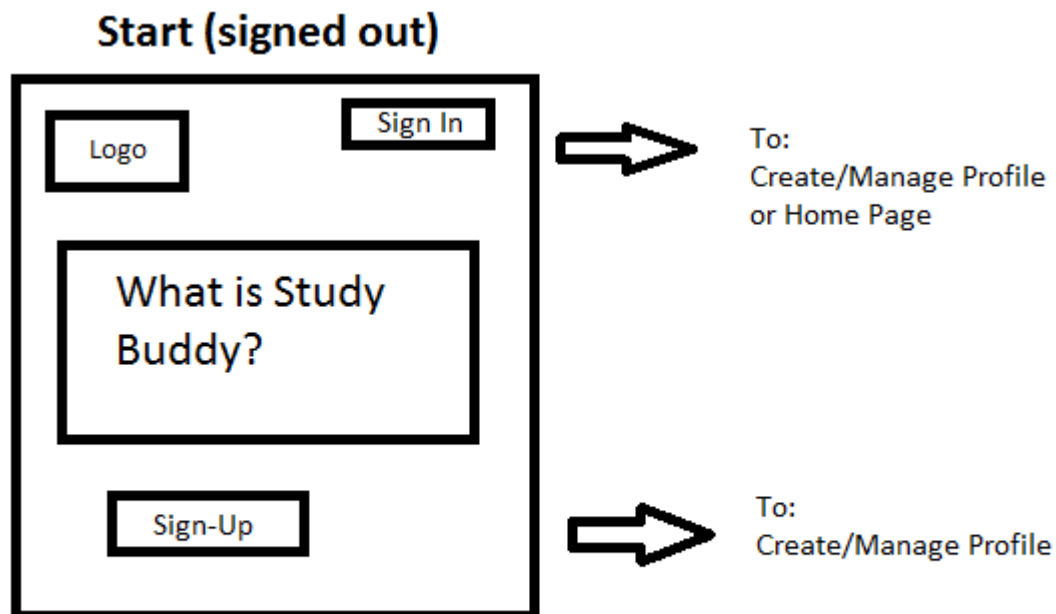 Start (signed out)
Logo
Sign In
To:
Create/Manage Profile
or Home Page
What is Study
Buddy?
Sign-Up
To:
Create/Manage Profile